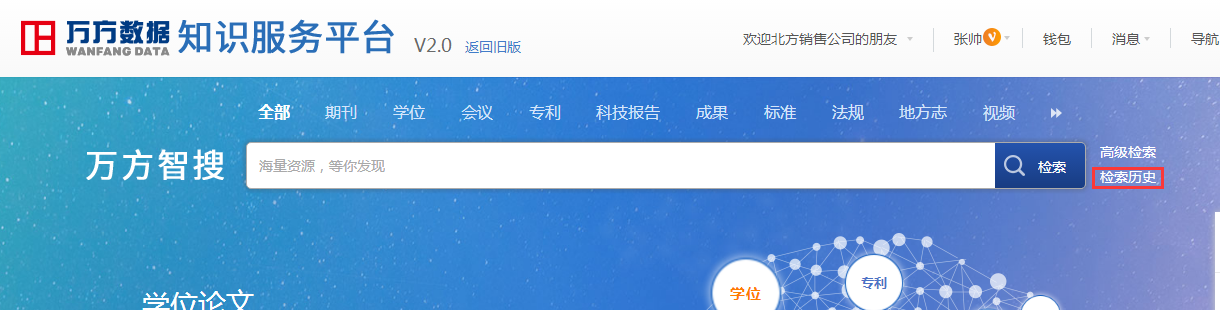 万方数据
WANFANG DATA
知识服务平台
V2.0
返回旧版
欢迎北方销售公司的朋友
张帅
V
钱包
消息
导航
全部 期刊 学位 会议 专利 科技报告 成果 标准 法规 地方志 视频
万方智搜
海量资源，等你发现
检索
高级检索
检索历史
学位
专利
学位论文